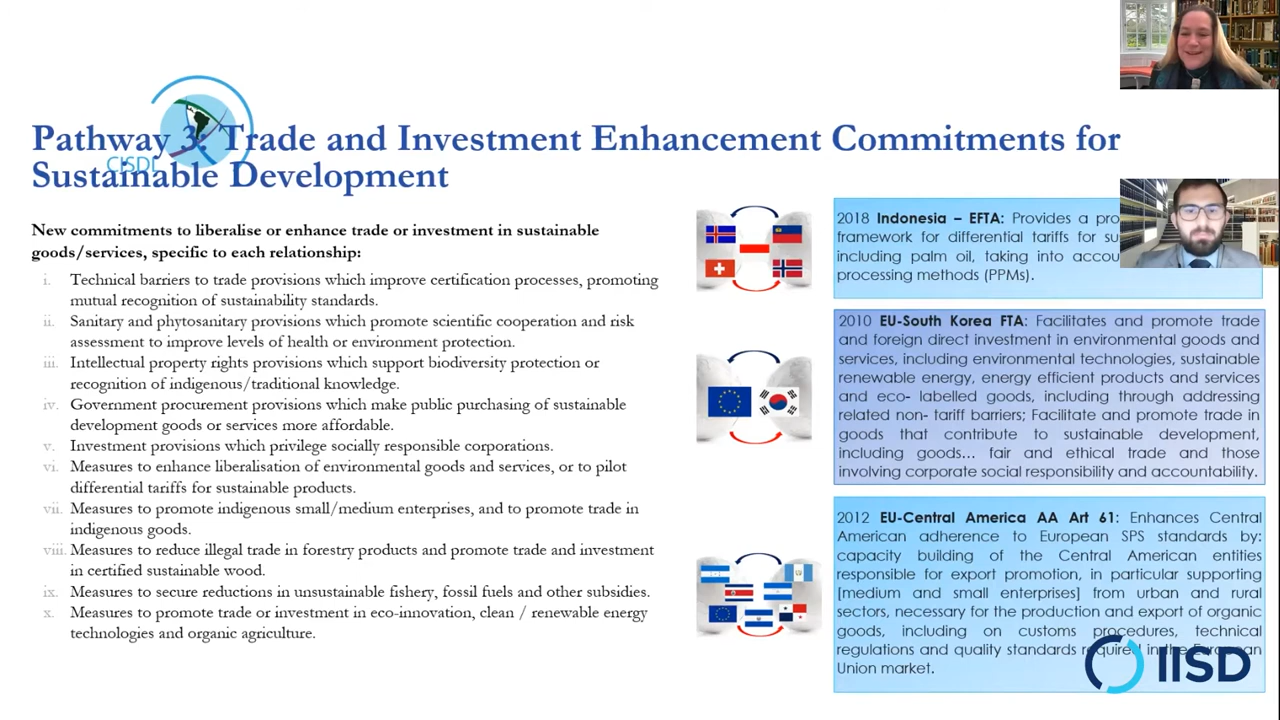 Pathway 3: Trade and Investment Enhancement Commitments for
Sustainable Development
CISDL
New commitments to liberalise or enhance trade or investment in sustainable
goods/services, specific to each relationship:
i. Technical barriers to trade provisions which improve certification processes, promoting
mutual recognition of sustainability standards.
ii. Sanitary and phytosanitary provisions which promote scientific cooperation and risk
assessment to improve levels of health or environment protection.
iii. Intellectual property rights provisions which support biodiversity protection or
recognition of indigenous/traditional knowledge.
iv. Government procurement provisions which make public purchasing of sustainable
development goods or services more affordable.
v. Investment provisions which privilege socially responsible corporations.
vi. Measures to enhance liberalisation of environmental goods and services, or to pilot
differential tariffs for sustainable products.
vii. Measures to promote indigenous small/medium enterprises, and to promote trade in
indigenous goods.
viii. Measures to reduce illegal trade in forestry products and promote trade and investment
in certified sustainable wood.
ix. Measures to secure reductions in unsustainable fishery, fossil fuels and other subsidies.
x. Measures to promote trade or investment in eco-innovation, clean / renewable energy
technologies and organic agriculture.
2018 Indonesia – EFTA: Provides a
framework for differential tariffs for
including palm oil, taking into
processing methods (PPMs).
2010 EU-South Korea FTA: Facilitates and promote trade
and foreign direct investment in environmental goods and
services, including environmental technologies, sustainable
renewable energy, energy efficient products and services
and eco- labelled goods, including through addressing
related non- tariff barriers; Facilitate and promote trade in
goods that contribute to sustainable development,
including goods… fair and ethical trade and those
involving corporate social responsibility and accountability.
2012 EU-Central America AA Art 61: Enhances Central
American adherence to European SPS standards by:
capacity building of the Central American entities
responsible for export promotion, in particular supporting
[medium and small enterprises] from urban and rural
sectors, necessary for the production and export of organic
goods, including on customs procedures, technical
regulations and quality standards required in the European
Union market.
IISD